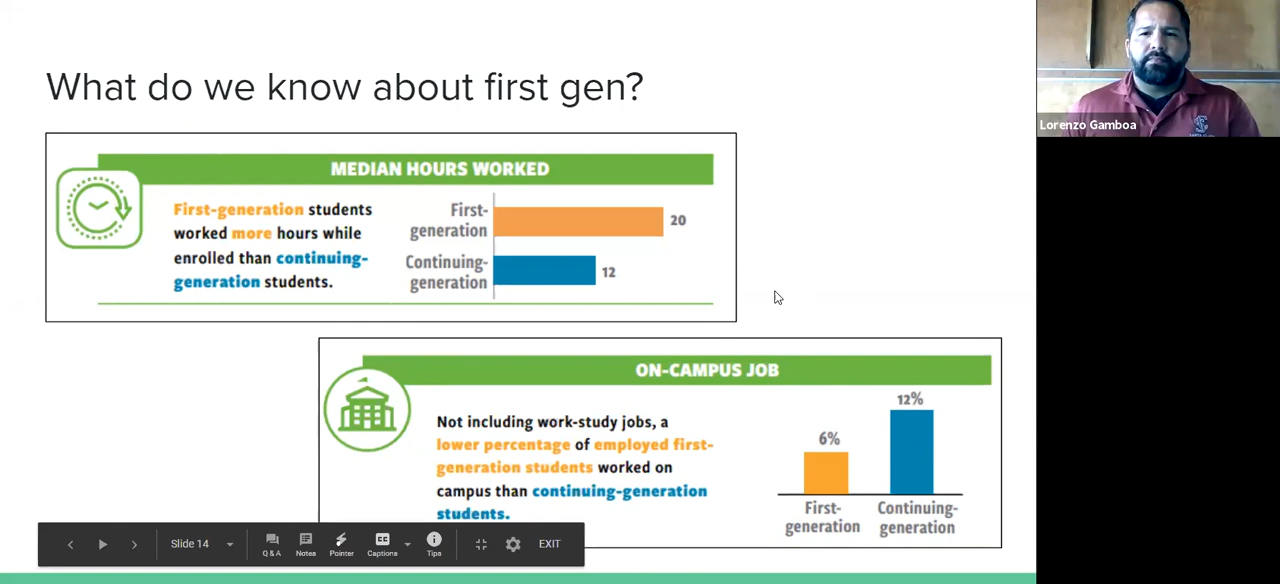 What do we know about first gen?
Lorenzo Gamboa
MEDIAN HOURS WORKED
First-generation students
worked more hours while
enrolled than continuing-
generation students.
First-
generation
20
Continuing-
generation
12
ON-CAMPUS JOB
Not including work-study jobs, a
lower percentage of employed first-
generation students worked on
campus than continuing-generation
students.
6%
12%
First-
generation
Continuing-
generation
Slide 14
Q & A
Notes
Pointer
CC
Captions
Tips
EXIT